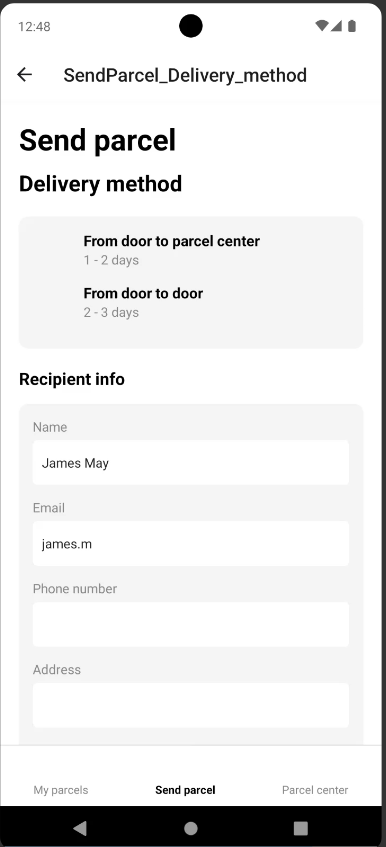 12:48
SendParcel_Delivery_method
Send parcel
Delivery method
From door to parcel center
1 - 2 days
From door to door
2 - 3 days
Recipient info
Name
James May
Email
james.m
Phone number
Address
My parcels Send parcel Parcel center